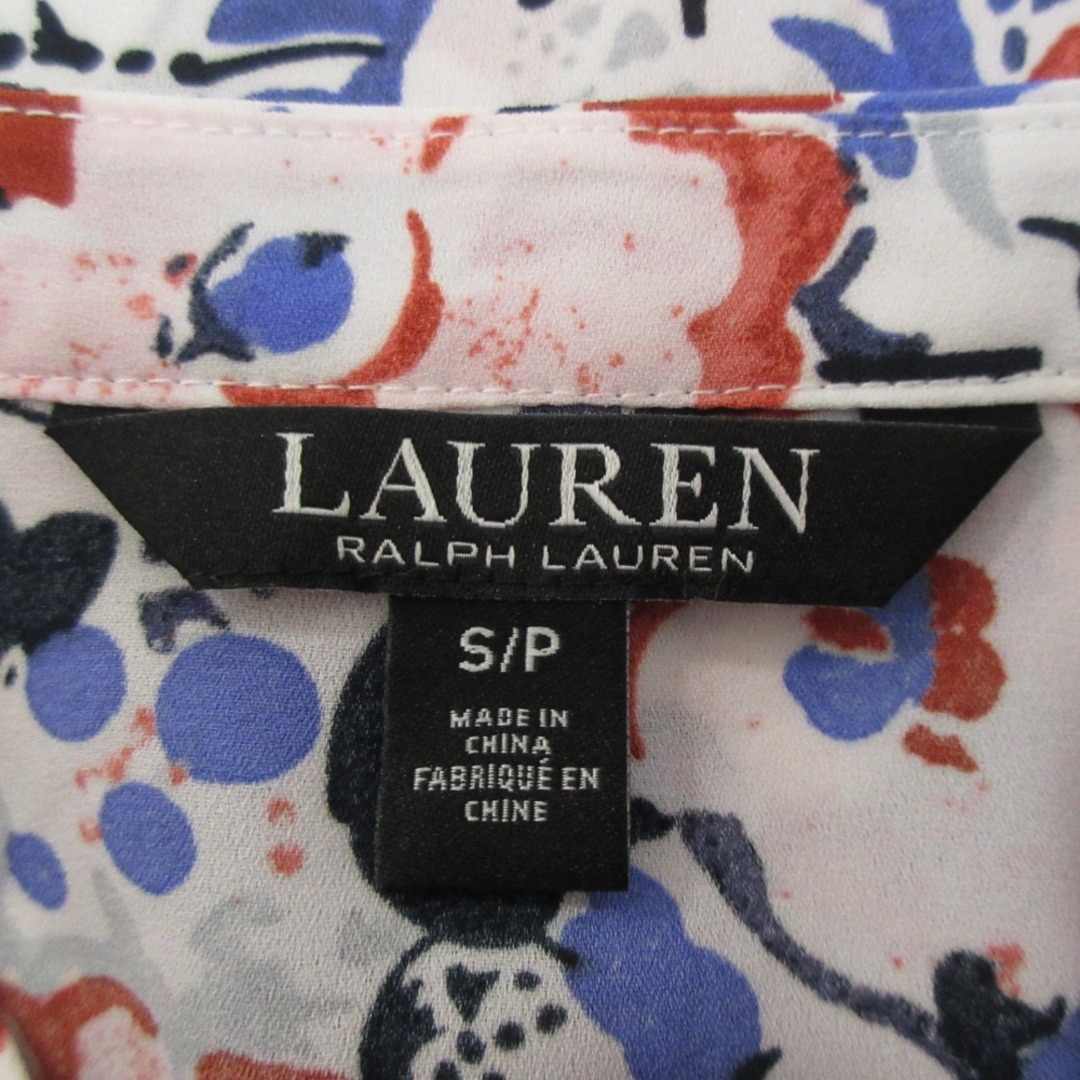 LAUREN
RALPH LAUREN
S/P
MADE IN
CHINA
FABRIQUÉ EN
CHINE